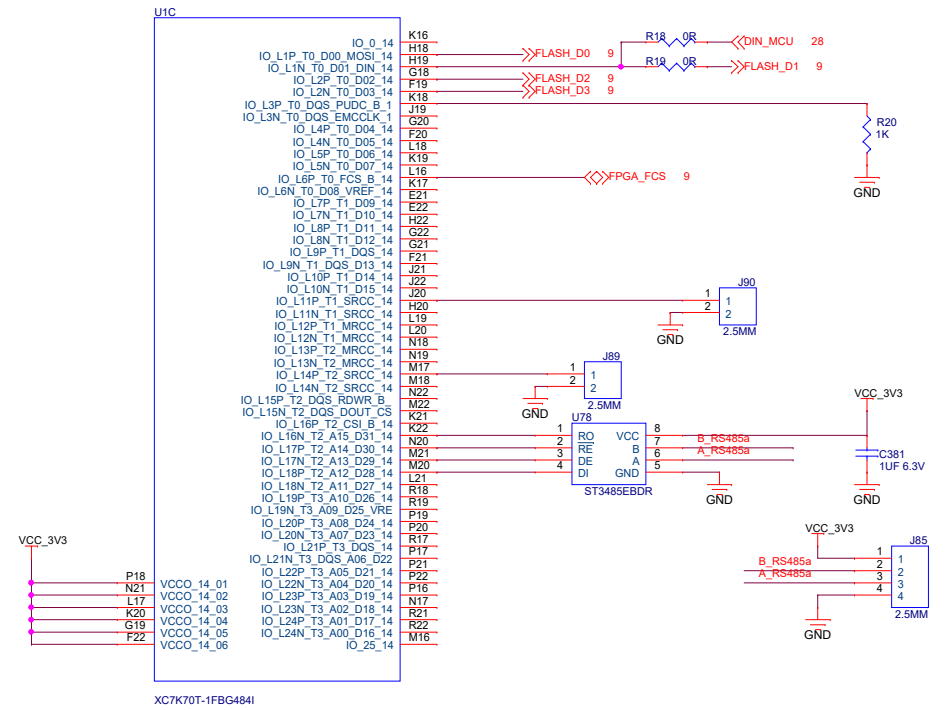 U1C
IO_0_14 K16
IO_L1P_T0_D00_MOSI_14 H18
IO_L1N_T0_D01_DIN_14 H19
IO_L2P_T0_D02_14 G18
IO_L2N_T0_D03_14 F19
IO_L3P_T0_DQS_PUDC_B_1 K18
IO_L3N_T0_DQS_EMCCLK_1 J19
IO_L4P_T0_D04_14 G20
IO_L4N_T0_D05_14 F20
IO_L5P_T0_D06_14 L18
IO_L5N_T0_D07_14 K19
IO_L6P_T0_FCS_B_14 L16
IO_L6N_T0_D08_VREF_14 K17
IO_L7P_T1_D09_14 E21
IO_L7N_T1_D10_14 E22
IO_L8P_T1_D11_14 H22
IO_L8N_T1_D12_14 G22
IO_L9P_T1_DQS_14 G21
IO_L9N_T1_DQS_D13_14 F21
IO_L10P_T1_D14_14 J21
IO_L10N_T1_D15_14 J22
IO_L11P_T1_SRCC_14 J20
IO_L11N_T1_SRCC_14 H20
IO_L12P_T1_MRCC_14 L19
IO_L12N_T1_MRCC_14 L20
IO_L13P_T2_MRCC_14 N18
IO_L13N_T2_MRCC_14 N19
IO_L14P_T2_SRCC_14 M17
IO_L14N_T2_SRCC_14 M18
IO_L15P_T2_DQS_RDWR_B_ N22
IO_L15N_T2_DQS_DOUT_CS M22
IO_L16P_T2_CSI_B_14 K21
IO_L16N_T2_A15_D31_14 K22
IO_L17P_T2_A14_D30_14 N20
IO_L17N_T2_A13_D29_14 M21
IO_L18P_T2_A12_D28_14 M20
IO_L18N_T2_A11_D27_14 L21
IO_L19P_T3_A10_D26_14 R18
IO_L19N_T3_A09_D25_VRE R19
IO_L20P_T3_A08_D24_14 P19
IO_L20N_T3_A07_D23_14 P20
IO_L21P_T3_DQS_14 R17
IO_L21N_T3_DQS_A06_D22 P17
IO_L22P_T3_A05_D21_14 P21
IO_L22N_T3_A04_D20_14 P22
IO_L23P_T3_A03_D19_14 P16
IO_L23N_T3_A02_D18_14 N17
IO_L24P_T3_A01_D17_14 R21
IO_L24N_T3_A00_D16_14 R22
IO_25_14 M16
VCC_3V3
P18 VCCO_14_01
N21 VCCO_14_02
L17 VCCO_14_03
K20 VCCO_14_04
G19 VCCO_14_05
F22 VCCO_14_06
XC7K70T-1FBG484I
FLASH_D0 9
FLASH_D2 9
FLASH_D3 9
R18 0R DIN_MCU 28
R19 0R FLASH_D1 9
R20
1K
GND
FPGA_FCS 9
J90
1 1
2 2
2.5MM
GND
J89
1 1
2 2
2.5MM
GND
U78
1 RO VCC 8
2 RE B 7 B_RS485a
3 DE A 6 A_RS485a
4 DI GND 5
ST3485EBDR
GND
VCC_3V3
C381
1UF 6.3V
GND
VCC_3V3
J85
1 1
B_RS485a 2 2
A_RS485a 3 3
4 4
2.5MM
GND